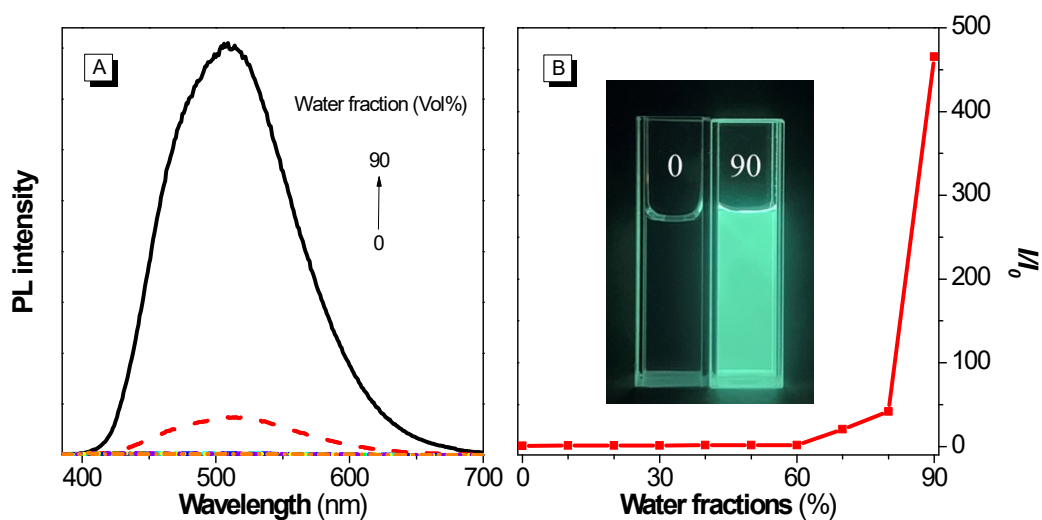 A
Water fraction (Vol%)
90
0
PL intensity
400
500
600
700
Wavelength (nm)
B
0
90
500
400
300
200
100
0
I/I0
0
30
60
90
Water fractions (%)